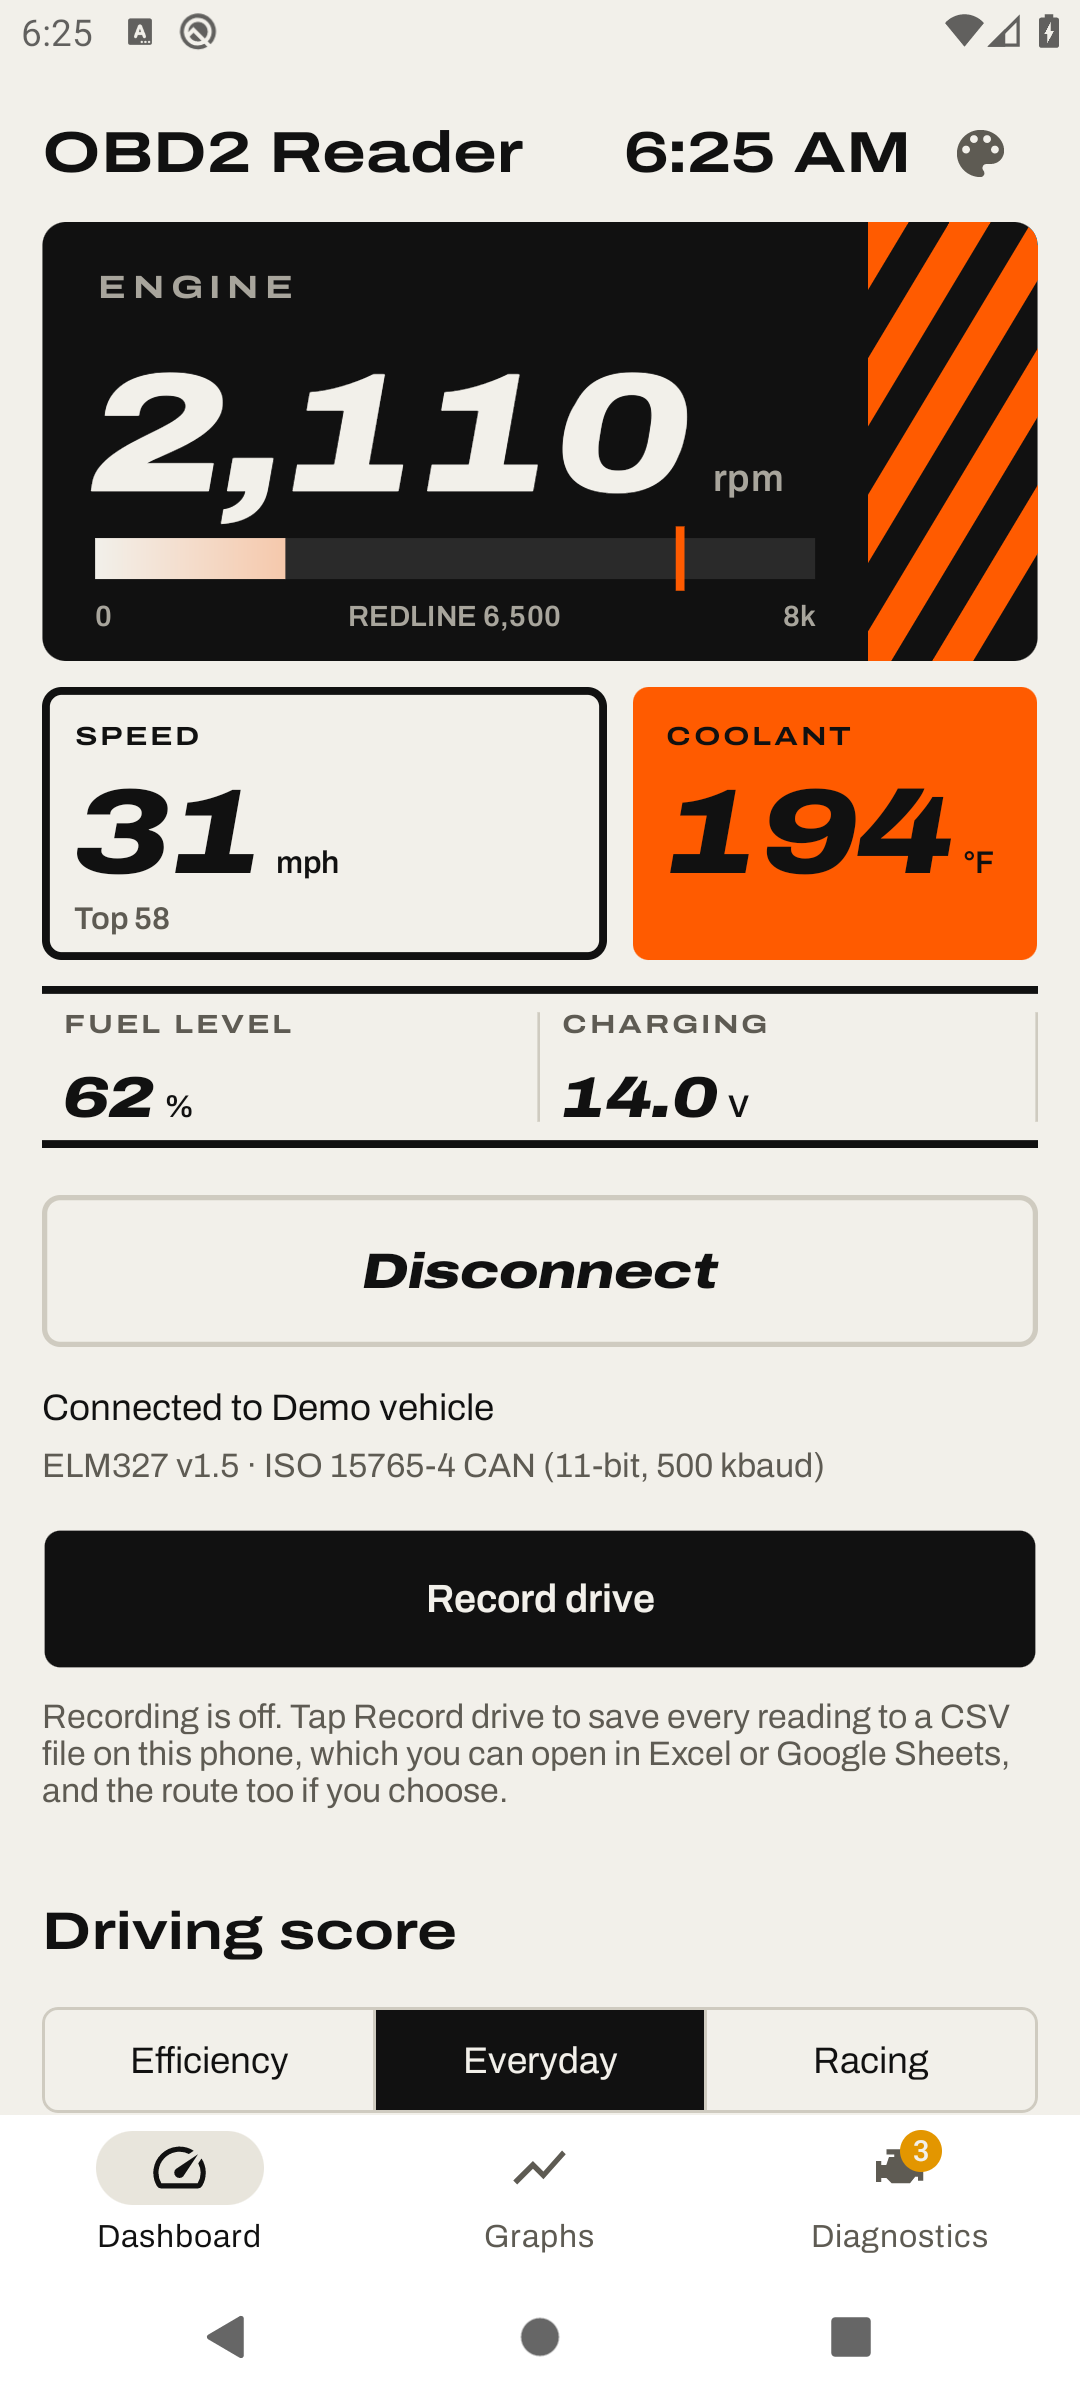 6:25
OBD2 Reader 6:25 AM
ENGINE
2,110 rpm
0 REDLINE 6,500 8k
SPEED
31 mph
Top 58
COOLANT
194 °F
FUEL LEVEL
62 %
CHARGING
14.0 V
Disconnect
Connected to Demo vehicle
ELM327 v1.5 · ISO 15765-4 CAN (11-bit, 500 kbaud)
Record drive
Recording is off. Tap Record drive to save every reading to a CSV
file on this phone, which you can open in Excel or Google Sheets,
and the route too if you choose.
Driving score
Efficiency Everyday Racing
3
Dashboard Graphs Diagnostics